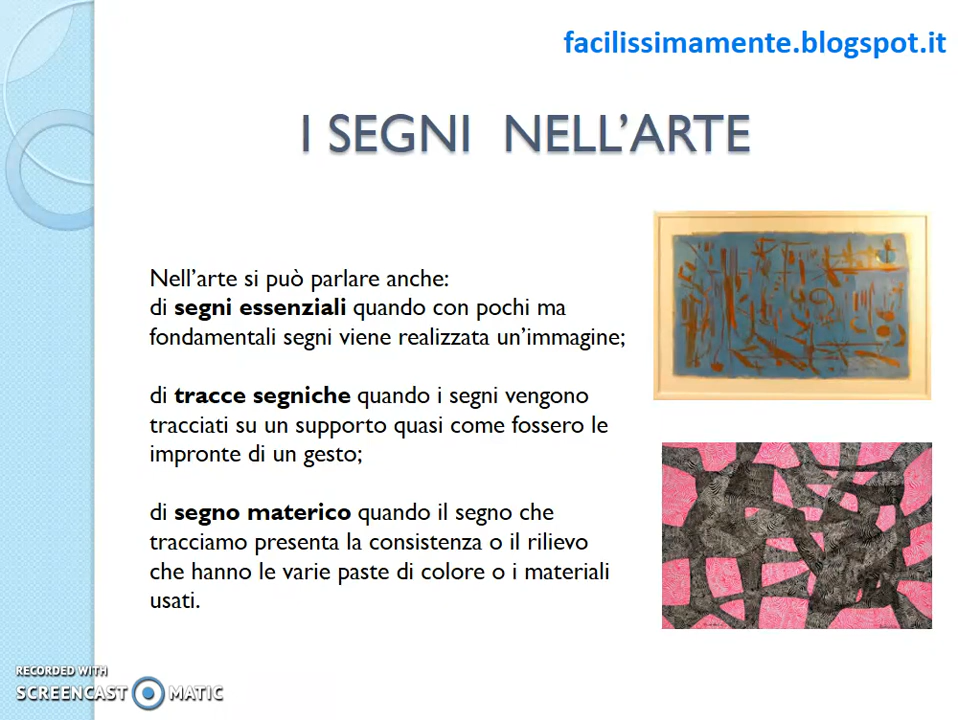 facilissimamente.blogspot.it
I SEGNI NELL’ARTE
Nell’arte si può parlare anche:
di segni essenziali quando con pochi ma
fondamentali segni viene realizzata un’immagine;
di tracce segniche quando i segni vengono
tracciati su un supporto quasi come fossero le
impronte di un gesto;
di segno materico quando il segno che
tracciamo presenta la consistenza o il rilievo
che hanno le varie paste di colore o i materiali
usati.
RECORDED WITH
SCREENCAST MATIC